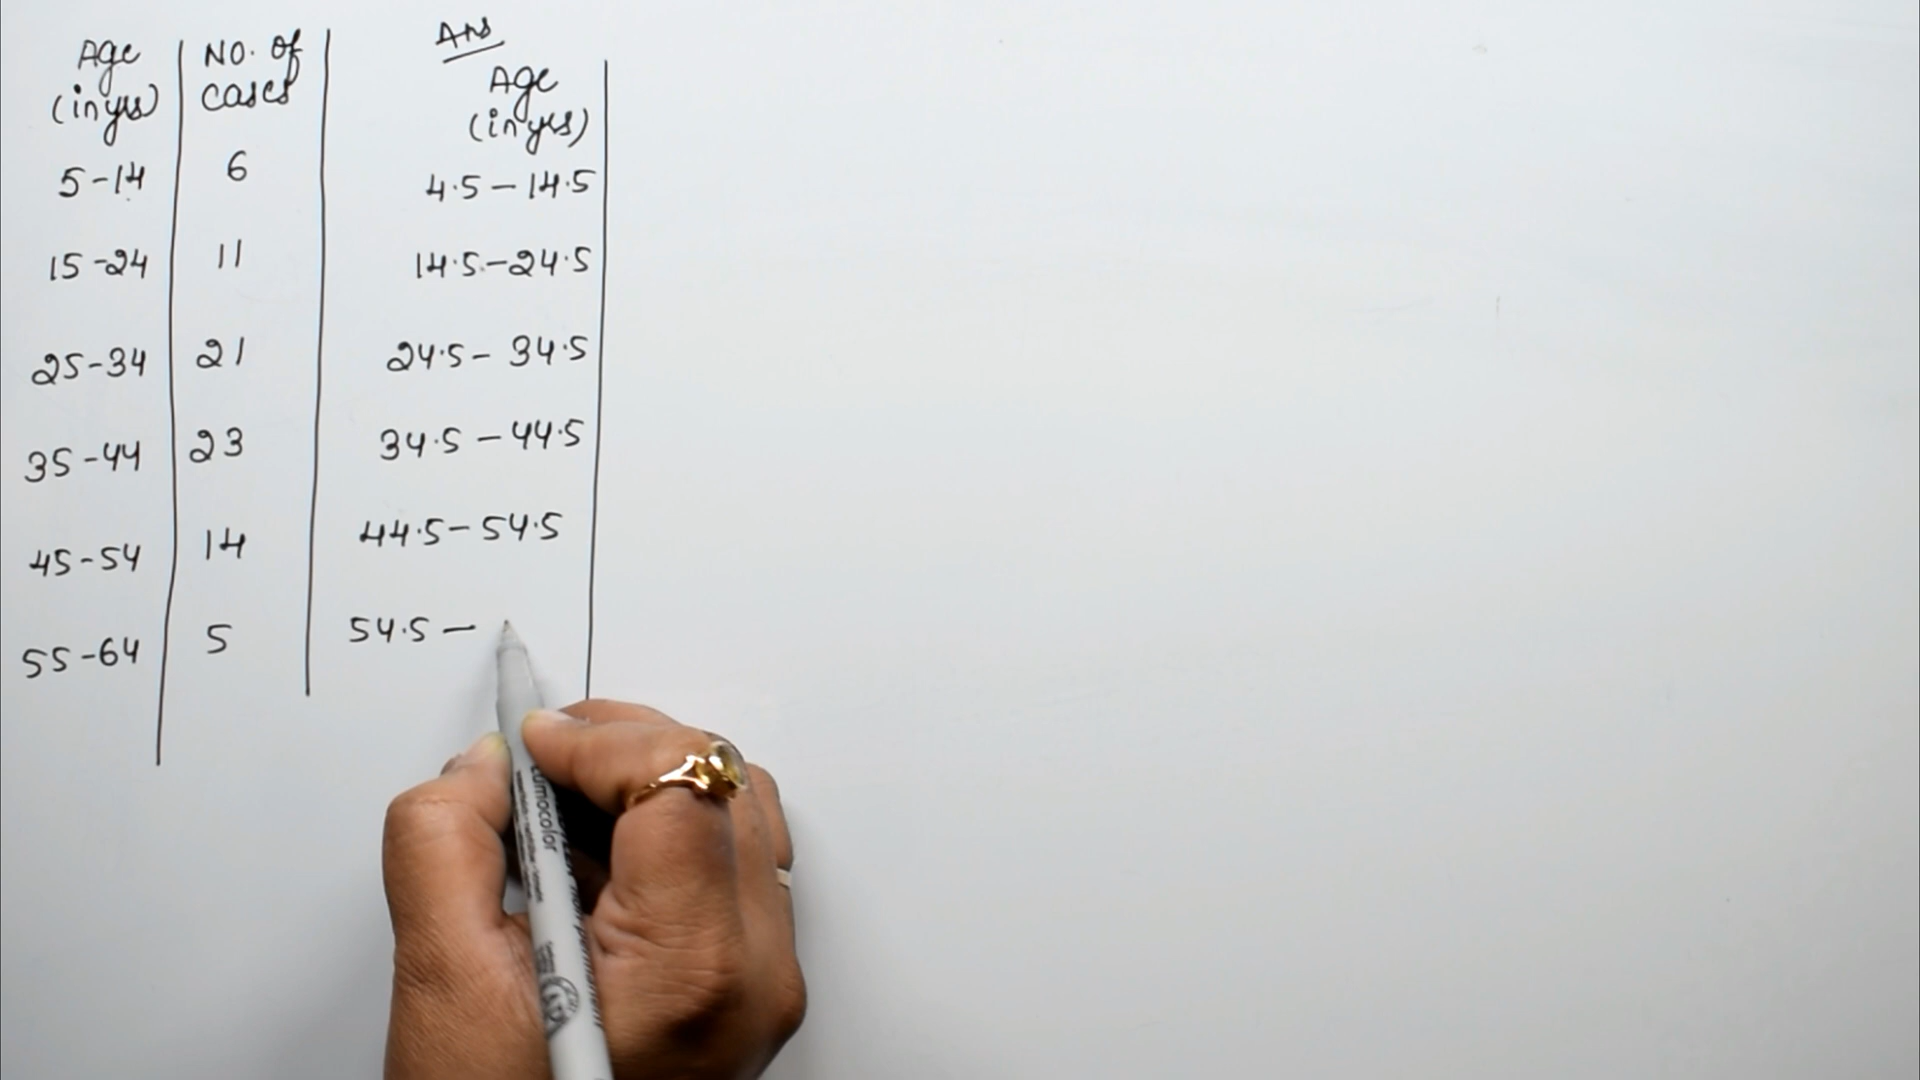 Age
(in yrs)
No. of
cases
Ans
Age
(in yrs)
5-14 6 4.5 - 14.5
15-24 11 14.5 - 24.5
25-34 21 24.5 - 34.5
35-44 23 34.5 - 44.5
45-54 14 44.5 - 54.5
55-64 5 54.5 -
Lumocolor
permanent